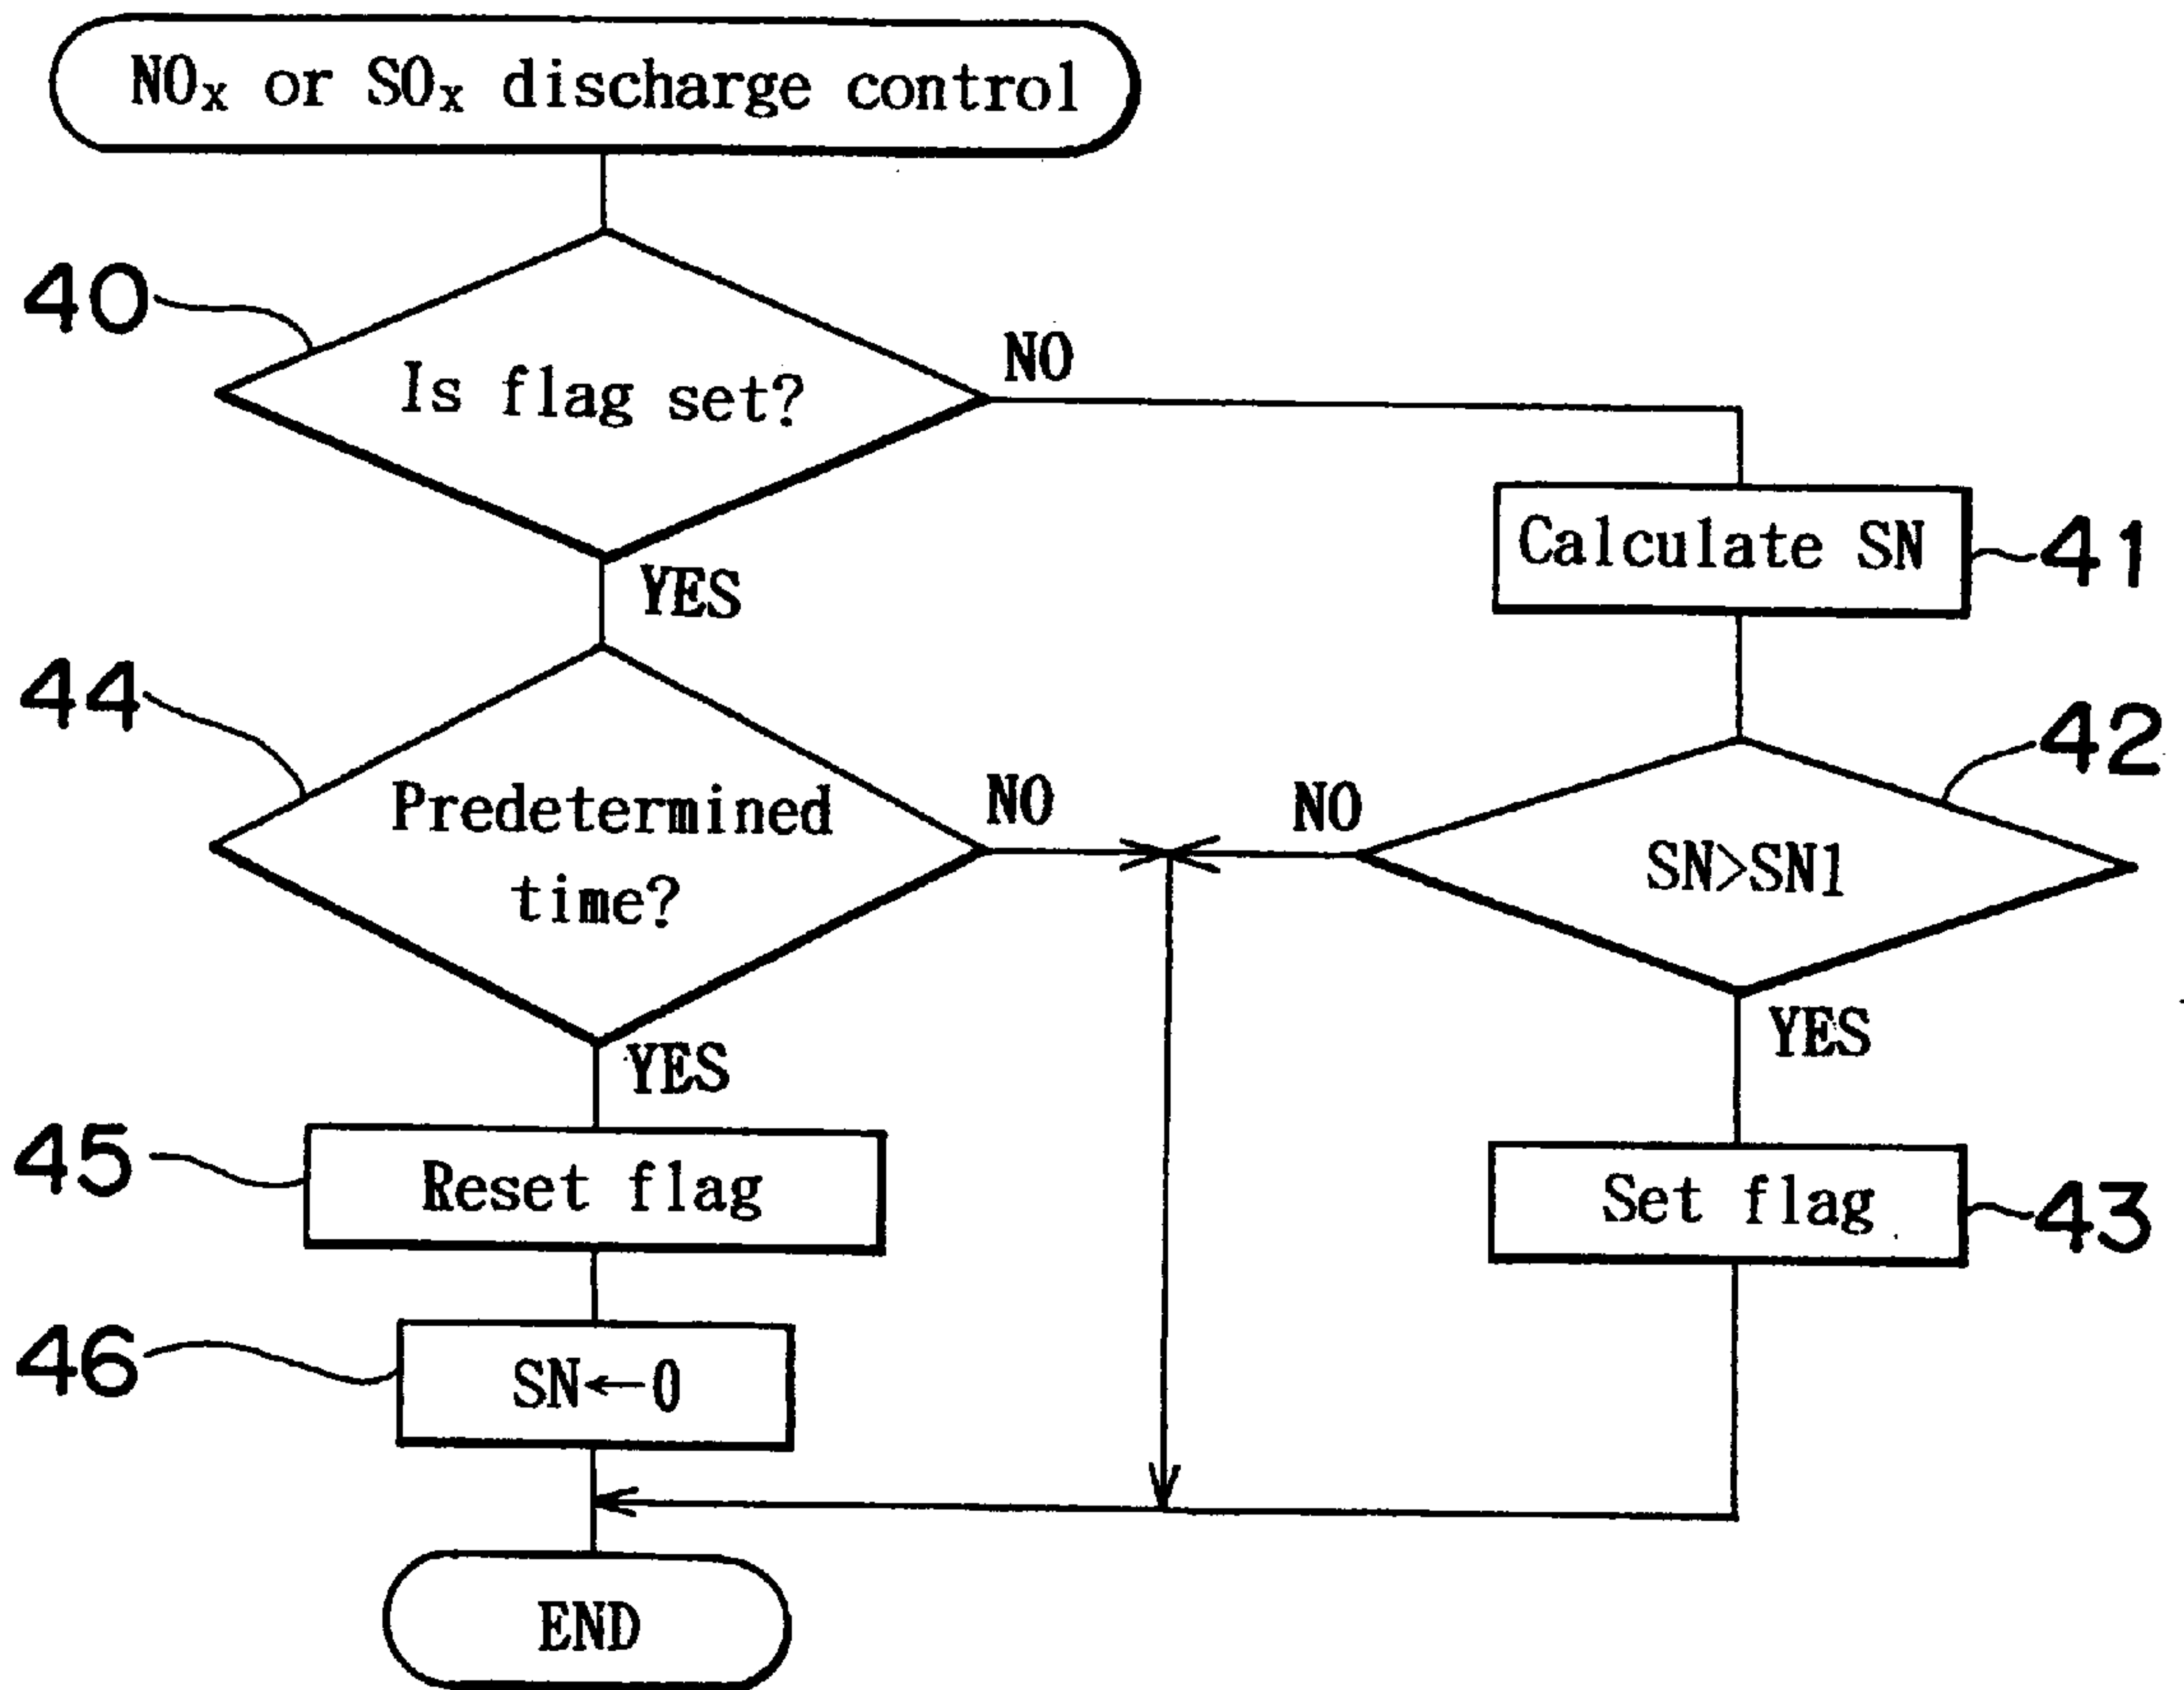 NOx or SOx discharge control
40
Is flag set?
NO
YES
Calculate SN
41
44
Predetermined
time?
NO
YES
NO
SN>SN1
42
YES
45
Reset flag
Set flag
43
46
SN←0
END